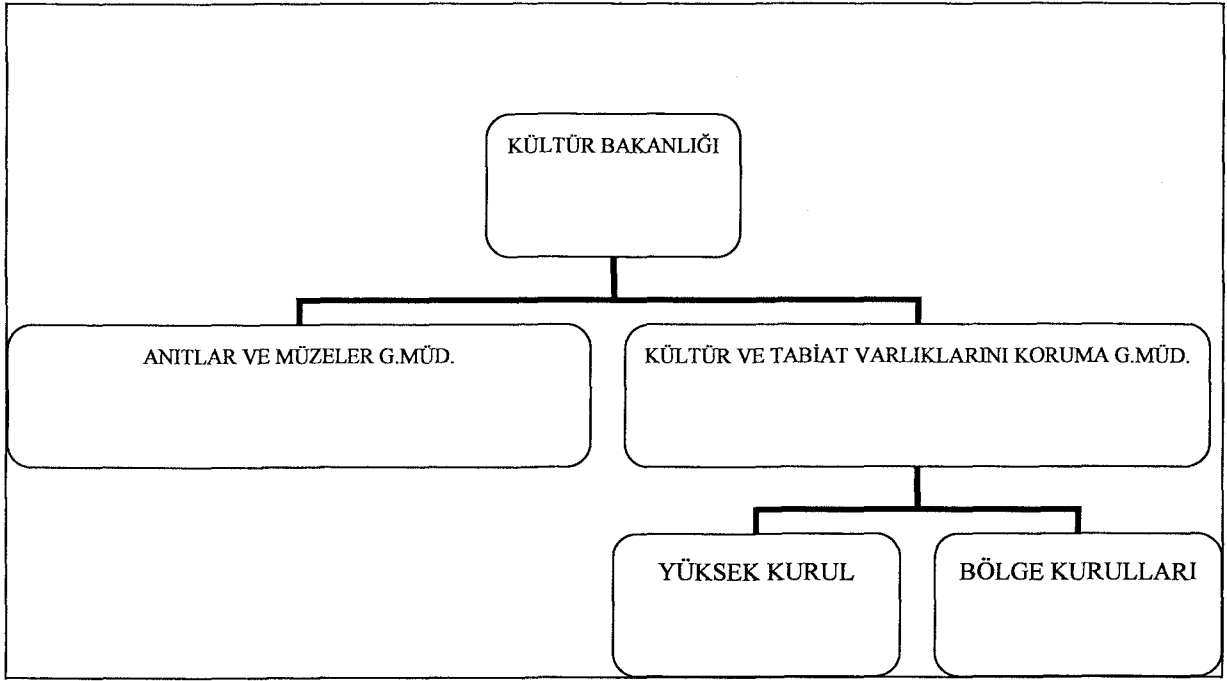 KÜLTÜR BAKANLIĞI
ANITLAR VE MÜZELER G.MÜD.
KÜLTÜR VE TABİAT VARLIKLARINI KORUMA G.MÜD.
YÜKSEK KURUL
BÖLGE KURULLARI